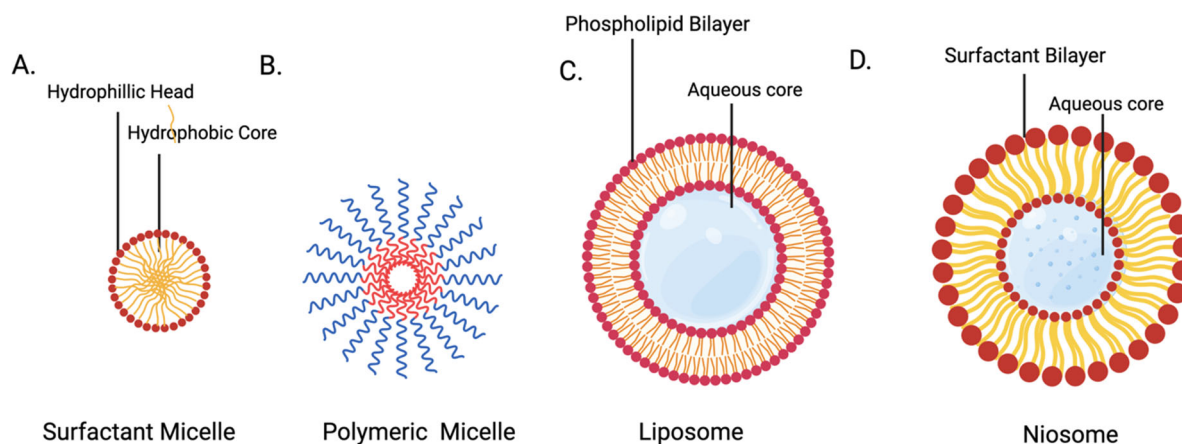 A.
Hydrophillic Head
Hydrophobic Core
Surfactant Micelle
B.
Polymeric Micelle
C.
Phospholipid Bilayer
Aqueous core
Liposome
D.
Surfactant Bilayer
Aqueous core
Niosome